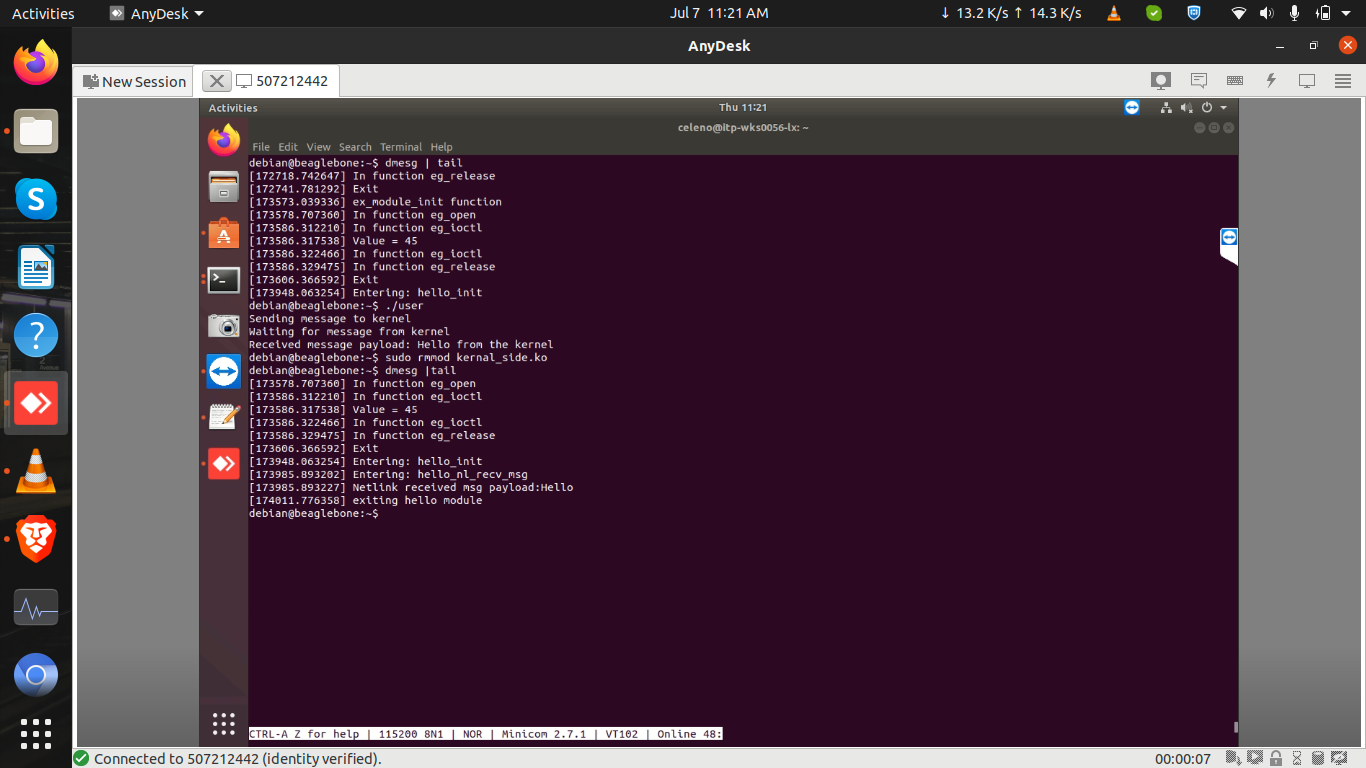 Activities
AnyDesk
Jul 7 11:21 AM
↓ 13.2 K/s ↑ 14.3 K/s
AnyDesk
New Session
507212442
Activities
Thu 11:21
celeno@itp-wks0056-lx: ~
File Edit View Search Terminal Help
debian@beaglebone:~$ dmesg | tail
[172718.742647] In function eg_release
[172741.781292] Exit
[173573.039336] ex_module_init function
[173578.707360] In function eg_open
[173586.312210] In function eg_ioctl
[173586.317538] Value = 45
[173586.322466] In function eg_ioctl
[173586.329475] In function eg_release
[173606.366592] Exit
[173948.063254] Entering: hello_init
debian@beaglebone:~$ ./user
Sending message to kernel
Waiting for message from kernel
Received message payload: Hello from the kernel
debian@beaglebone:~$ sudo rmmod kernal_side.ko
debian@beaglebone:~$ dmesg |tail
[173578.707360] In function eg_open
[173586.312210] In function eg_ioctl
[173586.317538] Value = 45
[173586.322466] In function eg_ioctl
[173586.329475] In function eg_release
[173606.366592] Exit
[173948.063254] Entering: hello_init
[173985.893202] Entering: hello_nl_recv_msg
[173985.893227] Netlink received msg payload:Hello
[174011.776358] exiting hello module
debian@beaglebone:~$
CTRL-A Z for help | 115200 8N1 | NOR | Minicom 2.7.1 | VT102 | Online 48:
Connected to 507212442 (identity verified).
00:00:07